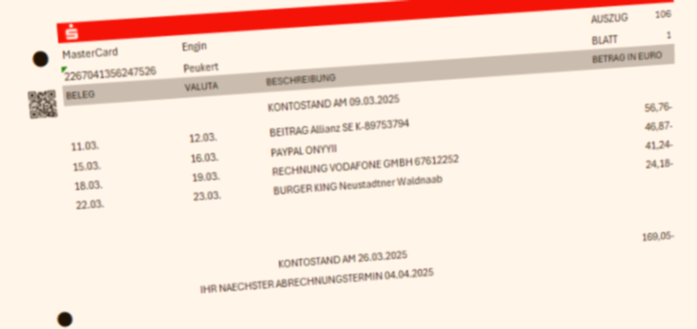 AUSZUG 106
MasterCard Engin
BLATT 1
2267041356247526 Peukert
BELEG VALUTA BESCHREIBUNG BETRAG IN EURO
KONTOSTAND AM 09.03.2025
11.03. 12.03. BEITRAG Allianz SE K-89753794 56,76-
15.03. 16.03. PAYPAL ONYYII 46,87-
18.03. 19.03. RECHNUNG VODAFONE GMBH 67612252 41,24-
22.03. 23.03. BURGER KING Neustadtner Waldnaab 24,18-
KONTOSTAND AM 26.03.2025 169,05-
IHR NAECHSTER ABRECHNUNGSTERMIN 04.04.2025